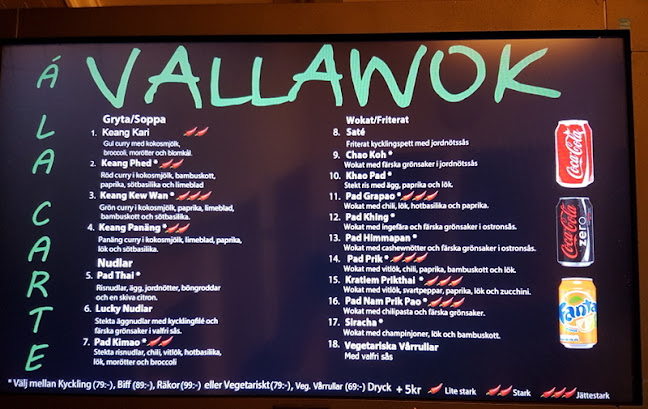 VALLAWOK
Á LA CARTE
Gryta/Soppa
1. Keang Kari
Gul curry med kokosmjölk,
broccoli, morötter och blomkål.
2. Keang Phed *
Röd curry i kokosmjölk, bambuskott,
paprika, sötbasilika och limeblad
3. Keang Kew Wan *
Grön curry i kokosmjölk, paprika, limeblad,
bambuskott och sötbasilika.
4. Keang Panäng *
Panäng curry i kokosmjölk, limeblad, paprika,
lök och sötbasilika.
Nudlar
5. Pad Thai *
Risnudlar, ägg, jordnötter, böngroddar
och en skiva citron.
6. Lucky Nudlar
Stekta äggnudlar med kycklingfilé och
färska grönsaker i valfri sås.
7. Pad Kimao *
Stekta risnudlar, chili, vitlök, hotbasilika,
lök, morötter och broccoli
Wokat/Friterat
8. Saté
Friterat kycklingspett med jordnötssås
9. Chao Koh *
Wokat med färska grönsaker i jordnötssås
10. Khao Pad *
Stekt ris med ägg, paprika och lök.
11. Pad Grapao *
Wokat med chili, lök, hotbasilika och paprika.
12. Pad Khing *
Wokat med ingefära och färska grönsaker i ostronsås.
13. Pad Himmapan *
Wokat med cashewnötter och färska grönsaker i ostronsås.
14. Pad Prik *
Wokat med vitlök, chili, paprika, bambuskott och lök.
15. Kratiem Prikthai *
Wokat med vitlök, svartpeppar, paprika, lök och zucchini.
16. Pad Nam Prik Pao *
Wokat med chilipasta och färska grönsaker.
17. Siracha *
Wokat med champinjoner, lök och bambuskott.
18. Vegetariska Vårrullar
Med valfri sås
Coca-Cola
Coca-Cola
zero
Fanta
* Välj mellan Kyckling (79:-), Biff (89:-), Räkor (99:-) eller Vegetariskt (79:-), Veg. Vårrullar (69:-) Dryck + 5kr Lite stark Stark Jättestark